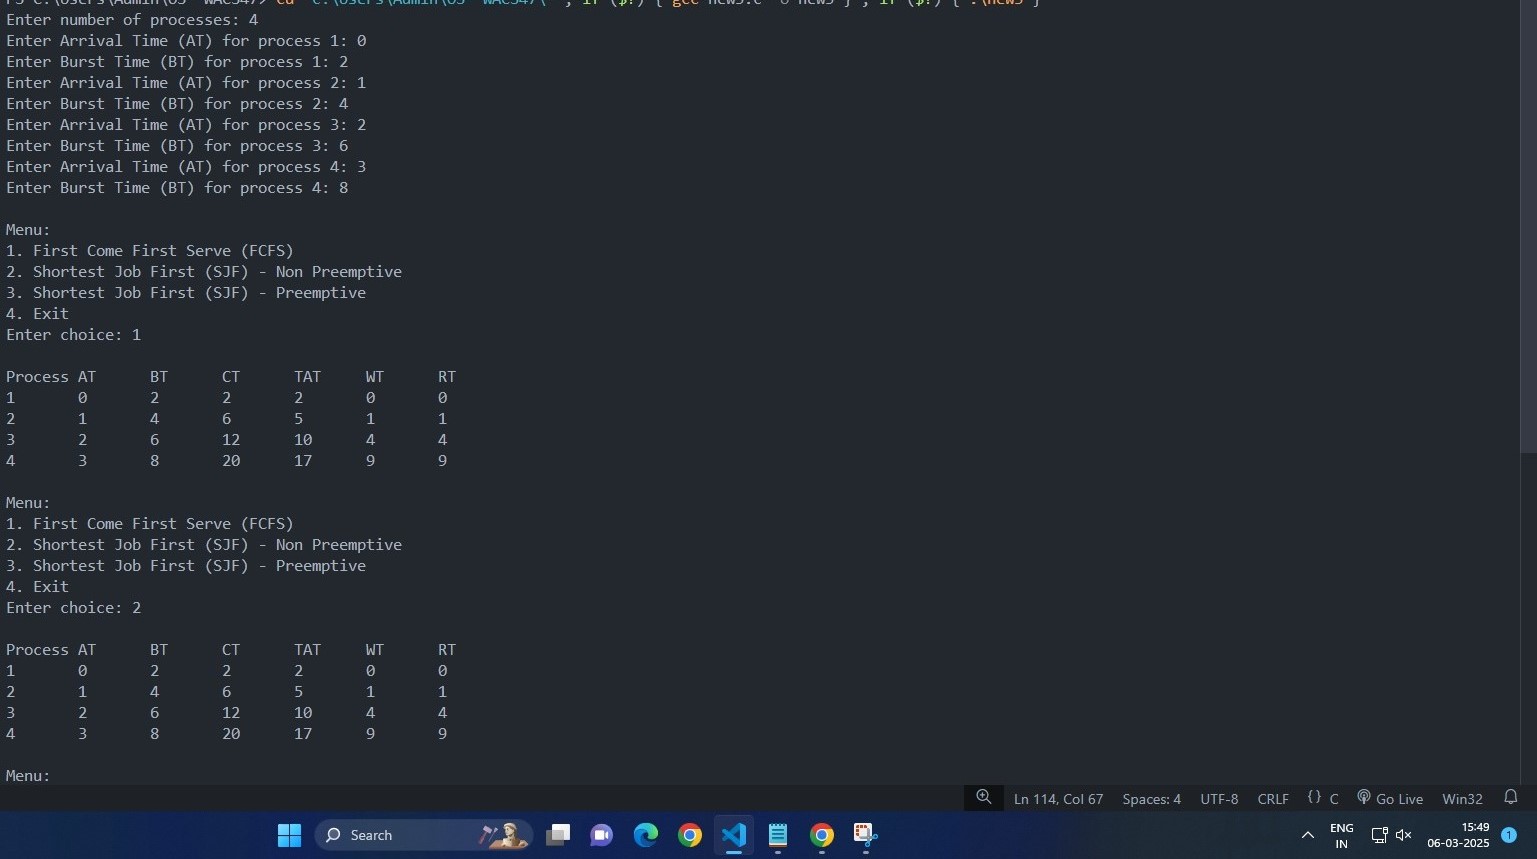 Enter number of processes: 4
Enter Arrival Time (AT) for process 1: 0
Enter Burst Time (BT) for process 1: 2
Enter Arrival Time (AT) for process 2: 1
Enter Burst Time (BT) for process 2: 4
Enter Arrival Time (AT) for process 3: 2
Enter Burst Time (BT) for process 3: 6
Enter Arrival Time (AT) for process 4: 3
Enter Burst Time (BT) for process 4: 8
Menu:
1. First Come First Serve (FCFS)
2. Shortest Job First (SJF) - Non Preemptive
3. Shortest Job First (SJF) - Preemptive
4. Exit
Enter choice: 1
Process AT BT CT TAT WT RT
1 0 2 2 2 0 0
2 1 4 6 5 1 1
3 2 6 12 10 4 4
4 3 8 20 17 9 9
Menu:
1. First Come First Serve (FCFS)
2. Shortest Job First (SJF) - Non Preemptive
3. Shortest Job First (SJF) - Preemptive
4. Exit
Enter choice: 2
Process AT BT CT TAT WT RT
1 0 2 2 2 0 0
2 1 4 6 5 1 1
3 2 6 12 10 4 4
4 3 8 20 17 9 9
Menu:
Ln 114, Col 67 Spaces: 4 UTF-8 CRLF {} C Go Live Win32
Search
ENG
IN
15:49
06-03-2025
1